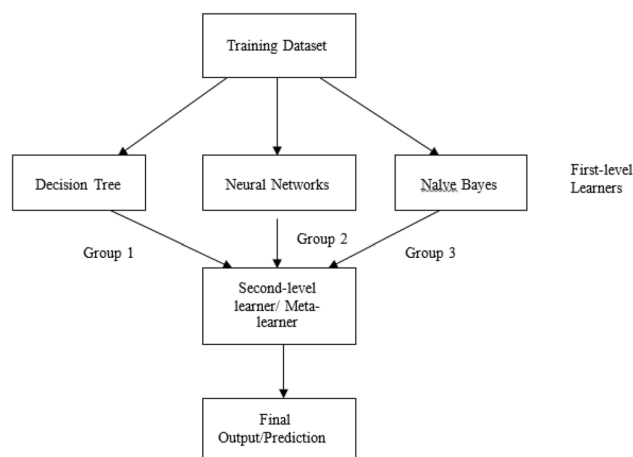 Training Dataset
Decision Tree
Neural Networks
Nalve Bayes
First-level
Learners
Group 1
Group 2
Group 3
Second-level
learner/ Meta-
learner
Final
Output/Prediction